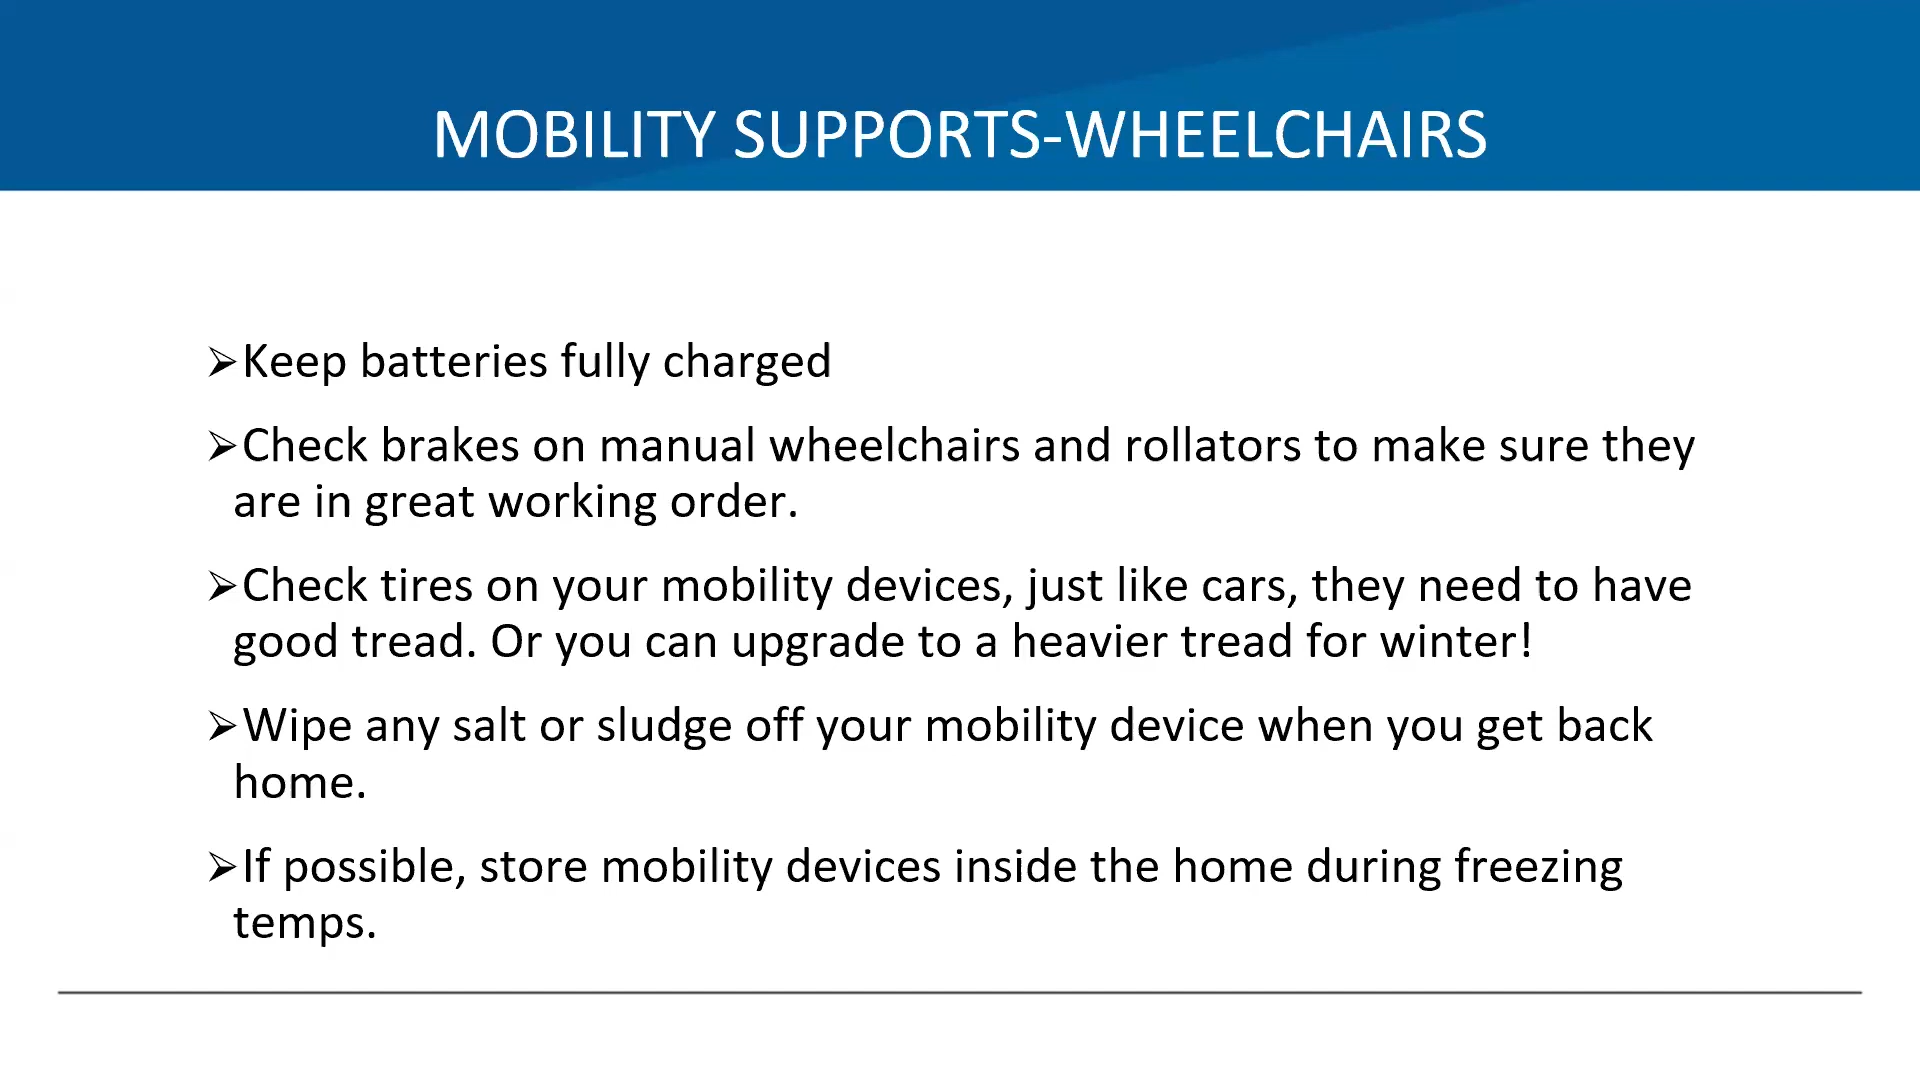 MOBILITY SUPPORTS-WHEELCHAIRS
➢Keep batteries fully charged
➢Check brakes on manual wheelchairs and rollators to make sure they
are in great working order.
➢Check tires on your mobility devices, just like cars, they need to have
good tread. Or you can upgrade to a heavier tread for winter!
➢Wipe any salt or sludge off your mobility device when you get back
home.
➢If possible, store mobility devices inside the home during freezing
temps.